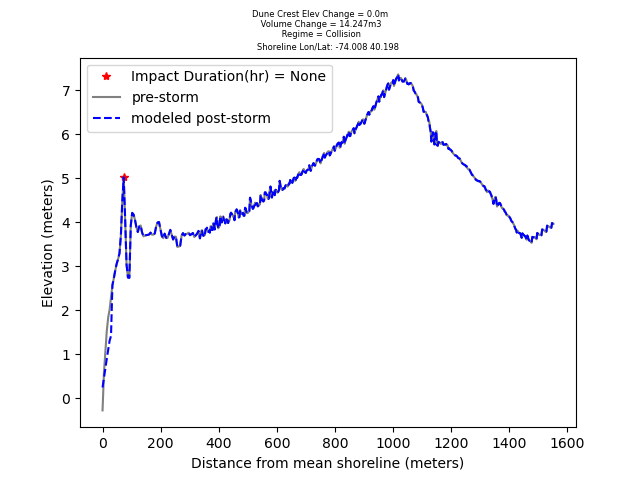 Dune Crest Elev Change = 0.0m
Volume Change = 14.247m3
Regime = Collision
Shoreline Lon/Lat: -74.008 40.198
Impact Duration(hr) = None
pre-storm
modeled post-storm
Elevation (meters)
7
6
5
4
3
2
1
0
0 200 400 600 800 1000 1200 1400 1600
Distance from mean shoreline (meters)